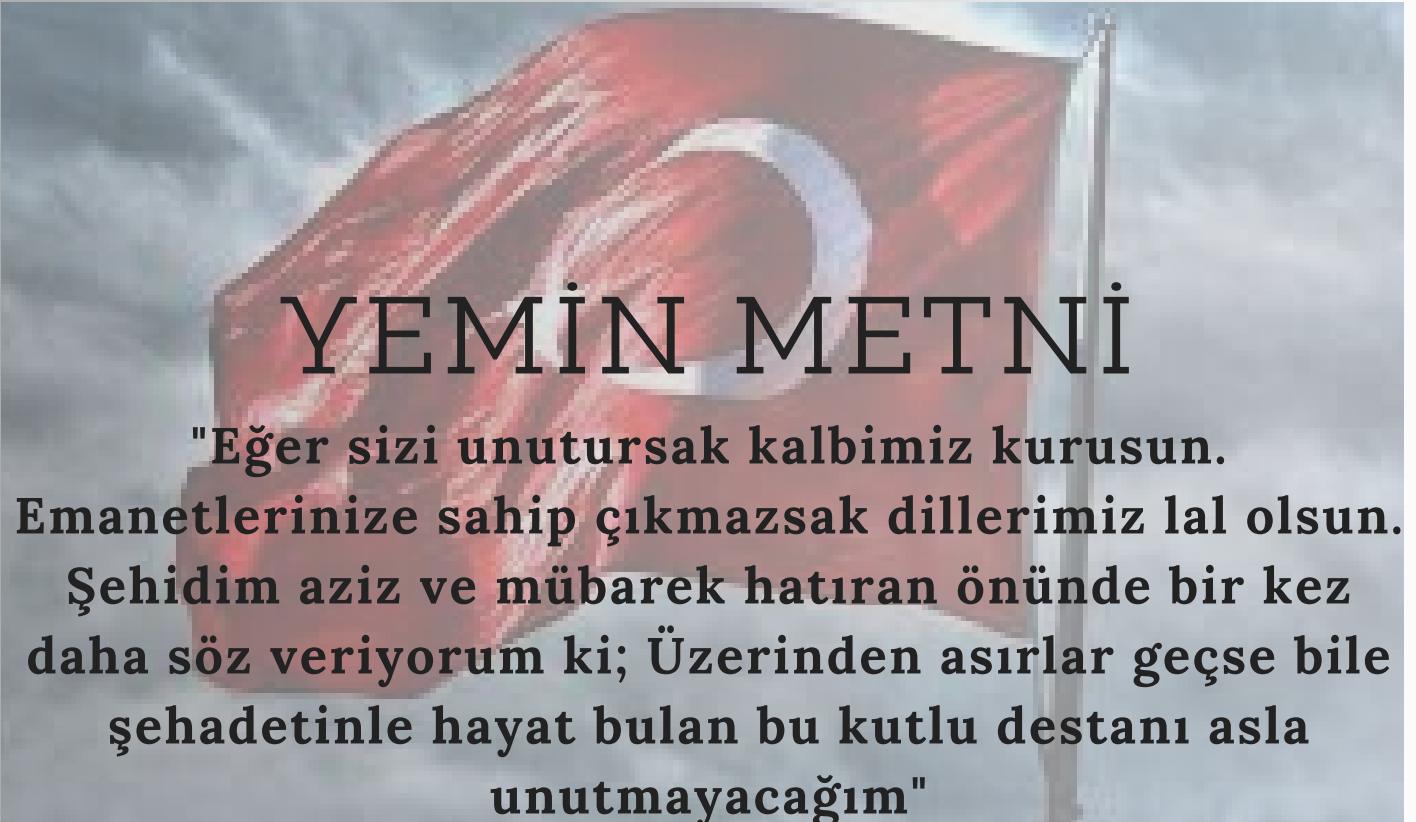 YEMİN METNİ
"Eğer sizi unutursak kalbimiz kurusun.
Emanetlerinize sahip çıkmazsak dillerimiz lal olsun.
Şehidim aziz ve mübarek hatıran önünde bir kez
daha söz veriyorum ki; Üzerinden asırlar geçse bile
şehadetinle hayat bulan bu kutlu destanı asla
unutmayacağım"